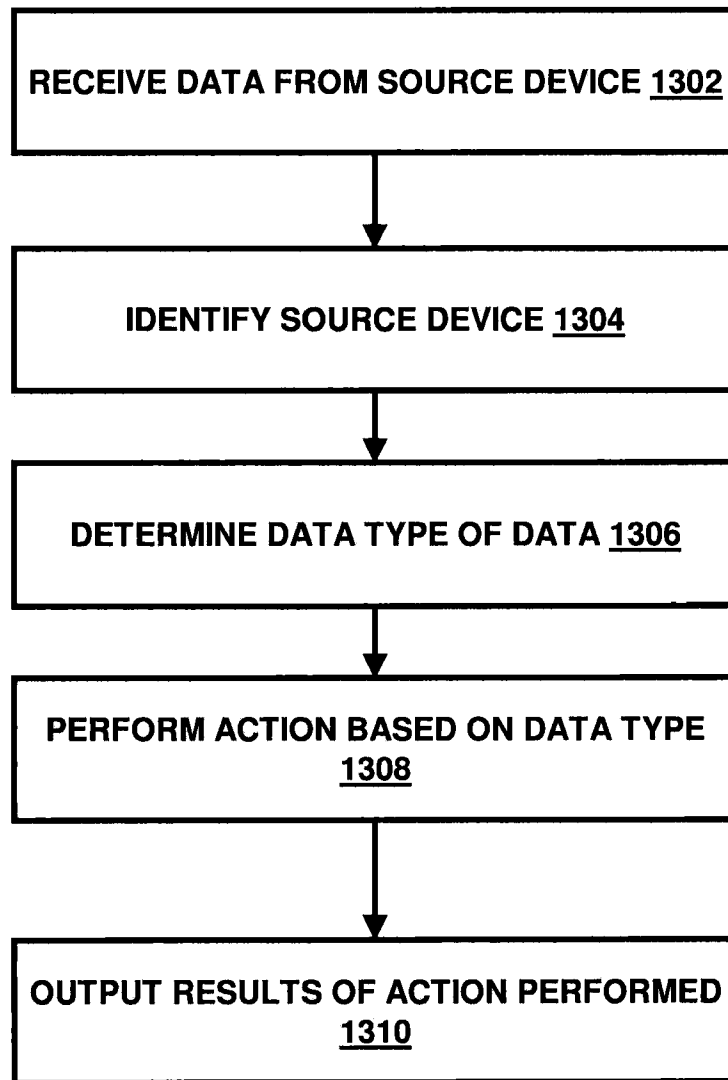 RECEIVE DATA FROM SOURCE DEVICE 1302
IDENTIFY SOURCE DEVICE 1304
DETERMINE DATA TYPE OF DATA 1306
PERFORM ACTION BASED ON DATA TYPE
1308
OUTPUT RESULTS OF ACTION PERFORMED
1310